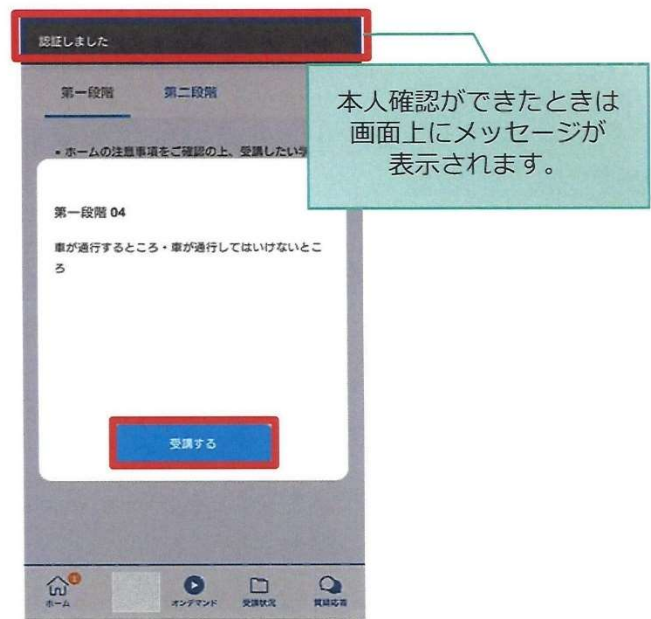 認証しました
第一段階 第二段階
本人確認ができたときは
画面上にメッセージが
表示されます。
• ホームの注意事項をご確認の上、受講したい学
第一段階 04
車が通行するところ・車が通行してはいけないとこ
ろ
受講する
1
ホーム オンデマンド 受講状況 質疑応答